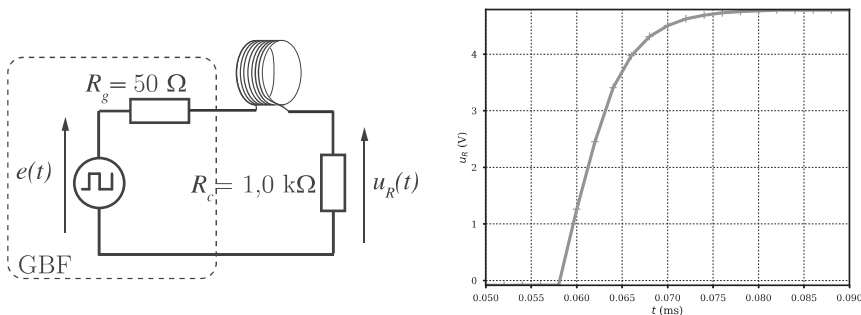 R_g = 50 Ω
e(t)
R_c = 1,0 kΩ
u_R(t)
GBF
u_R (V)
4
3
2
1
0
0.050 0.055 0.060 0.065 0.070 0.075 0.080 0.085 0.090
t (ms)